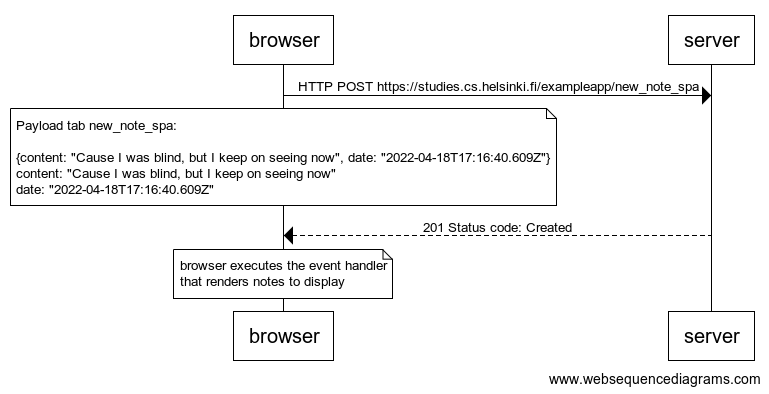 browser
server
HTTP POST https://studies.cs.helsinki.fi/exampleapp/new_note_spa
Payload tab new_note_spa:
{content: "Cause I was blind, but I keep on seeing now", date: "2022-04-18T17:16:40.609Z"}
content: "Cause I was blind, but I keep on seeing now"
date: "2022-04-18T17:16:40.609Z"
201 Status code: Created
browser executes the event handler
that renders notes to display
browser
server
www.websequencediagrams.com